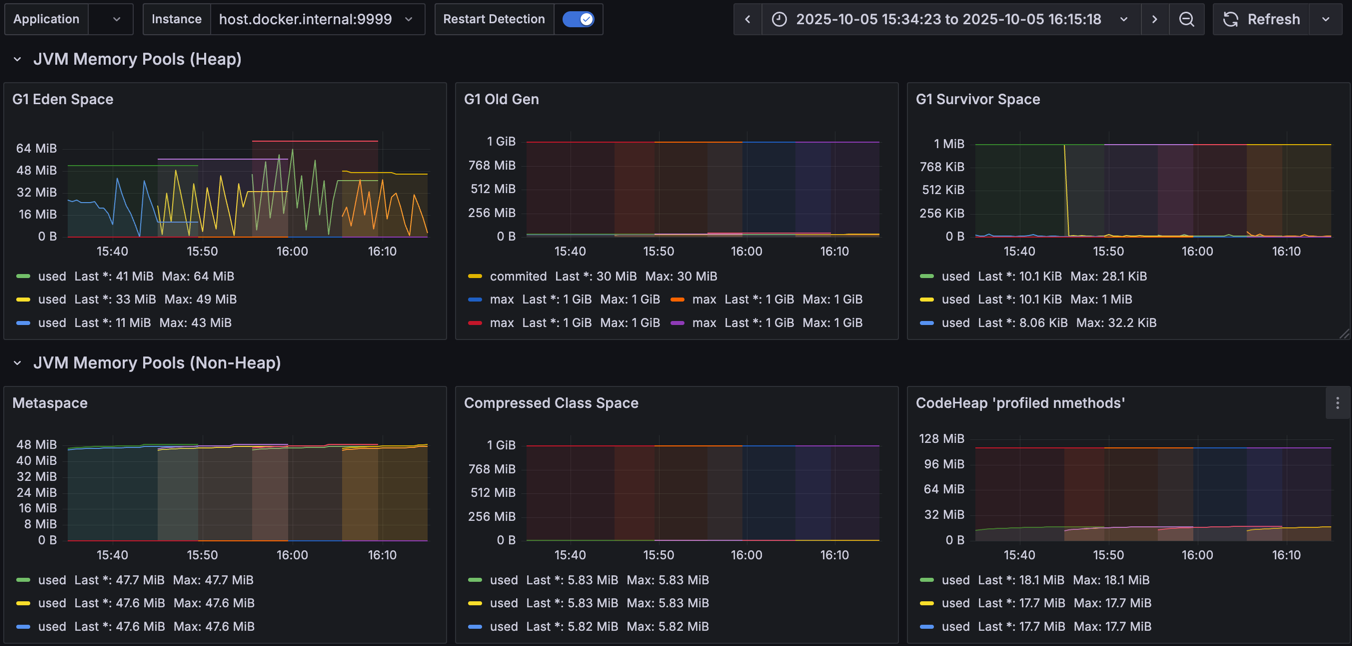 Application
Instance host.docker.internal:9999
Restart Detection
2025-10-05 15:34:23 to 2025-10-05 16:15:18
Refresh
JVM Memory Pools (Heap)
G1 Eden Space
64 MiB
48 MiB
32 MiB
16 MiB
0 B
15:40 15:50 16:00 16:10
used Last *: 41 MiB Max: 64 MiB
used Last *: 33 MiB Max: 49 MiB
used Last *: 11 MiB Max: 43 MiB
G1 Old Gen
1 GiB
768 MiB
512 MiB
256 MiB
0 B
15:40 15:50 16:00 16:10
commited Last *: 30 MiB Max: 30 MiB
max Last *: 1 GiB Max: 1 GiB max Last *: 1 GiB Max: 1 GiB
max Last *: 1 GiB Max: 1 GiB max Last *: 1 GiB Max: 1 GiB
G1 Survivor Space
1 MiB
768 KiB
512 KiB
256 KiB
0 B
15:40 15:50 16:00 16:10
used Last *: 10.1 KiB Max: 28.1 KiB
used Last *: 10.1 KiB Max: 1 MiB
used Last *: 8.06 KiB Max: 32.2 KiB
JVM Memory Pools (Non-Heap)
Metaspace
48 MiB
40 MiB
32 MiB
24 MiB
16 MiB
8 MiB
0 B
15:40 15:50 16:00 16:10
used Last *: 47.7 MiB Max: 47.7 MiB
used Last *: 47.6 MiB Max: 47.6 MiB
used Last *: 47.6 MiB Max: 47.6 MiB
Compressed Class Space
1 GiB
768 MiB
512 MiB
256 MiB
0 B
15:40 15:50 16:00 16:10
used Last *: 5.83 MiB Max: 5.83 MiB
used Last *: 5.83 MiB Max: 5.83 MiB
used Last *: 5.82 MiB Max: 5.82 MiB
CodeHeap 'profiled nmethods'
128 MiB
96 MiB
64 MiB
32 MiB
0 B
15:40 15:50 16:00 16:10
used Last *: 18.1 MiB Max: 18.1 MiB
used Last *: 17.7 MiB Max: 17.7 MiB
used Last *: 17.7 MiB Max: 17.7 MiB